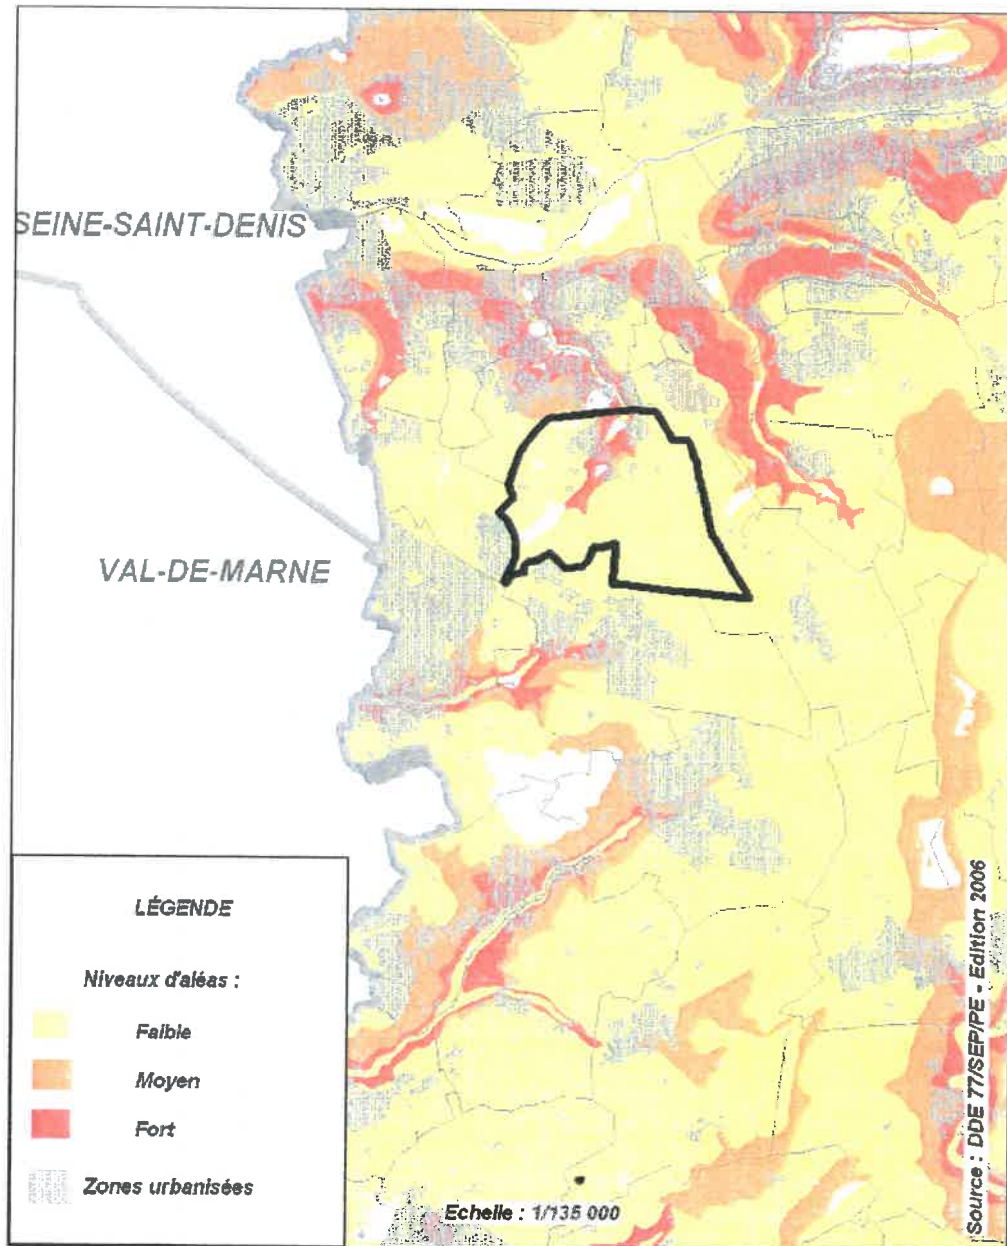 SEINE-SAINT-DENIS
VAL-DE-MARNE
LÉGENDE
Niveaux d'aléas :
Faible
Moyen
Fort
Zones urbanisées
Echelle : 1/135 000
Source : DDE 77/SEP/PE - Edition 2006